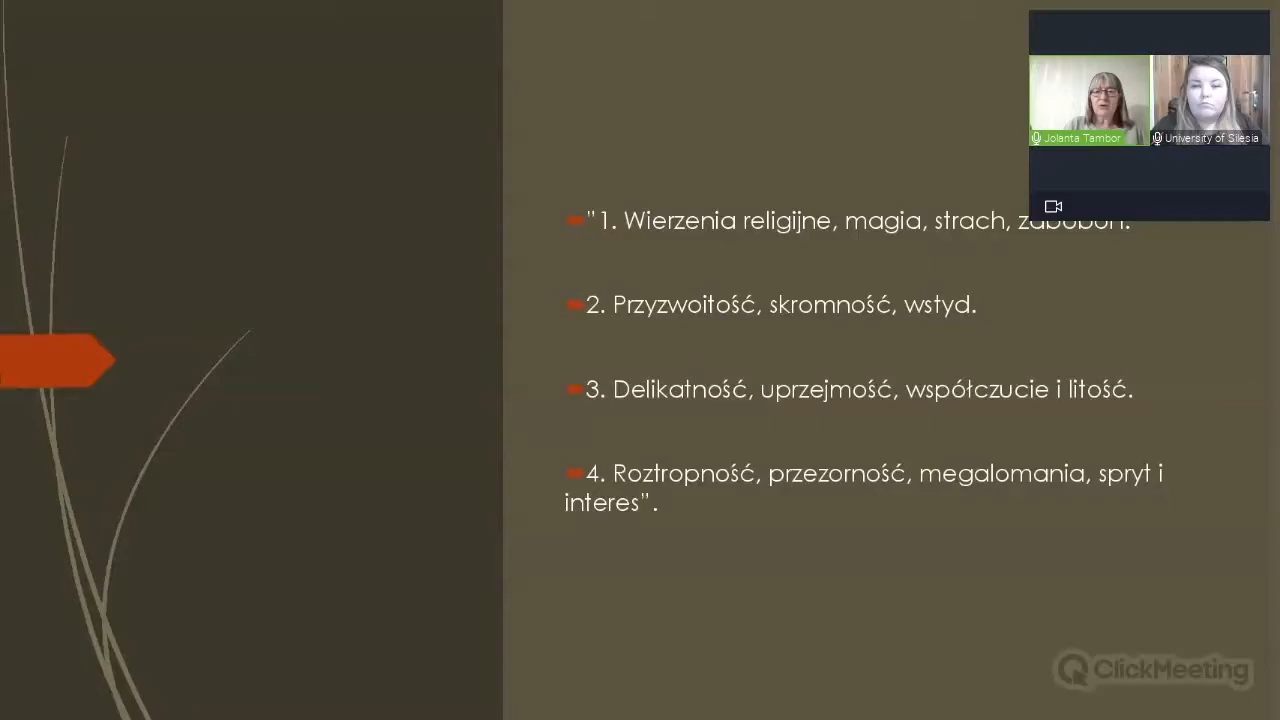 Jolanta Tambor
University of Silesia
"1. Wierzenia religijne, magia, strach, zabobon.
2. Przyzwoitość, skromność, wstyd.
3. Delikatność, uprzejmość, współczucie i litość.
4. Roztropność, przezorność, megalomania, spryt i
interes".
ClickMeeting